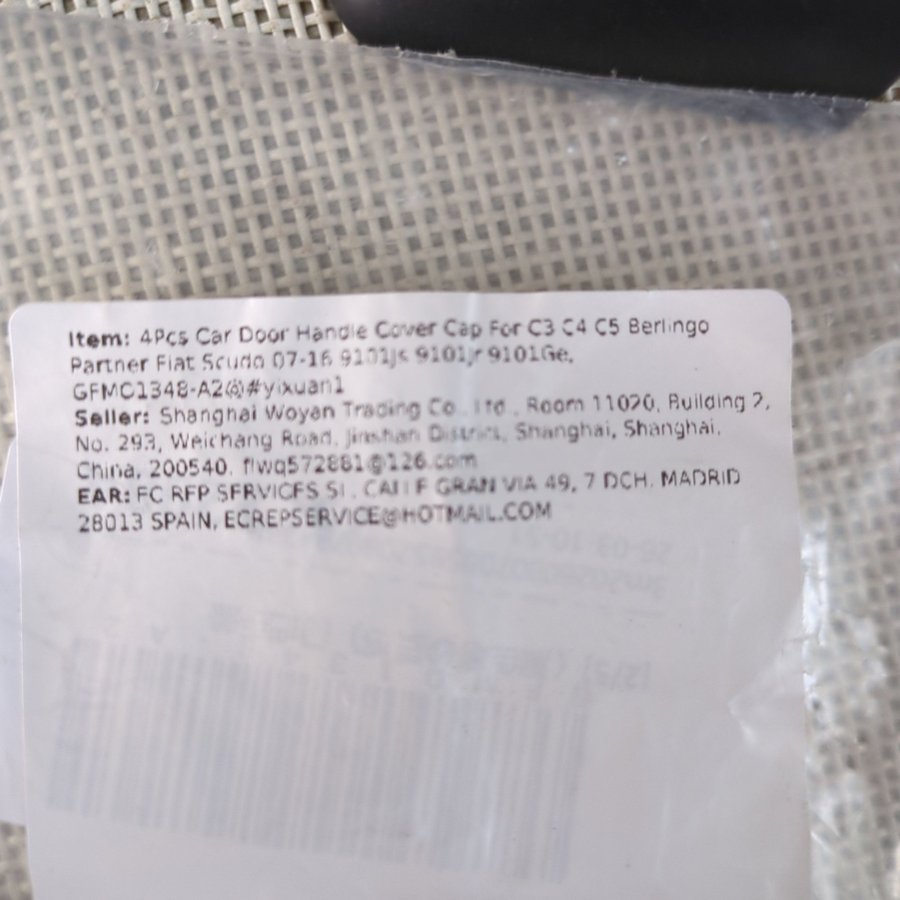 Item: 4Pcs Car Door Handle Cover Cap For C3 C4 C5 Berlingo
Partner Fiat Scudo 07-16 9101js 9101jr 9101Ge,
GFMC1348-A2@#yixuan1
Seller: Shanghai Woyan Trading Co., Ltd., Room 11020, Building 2,
No. 293, Weichang Road, Jinshan District, Shanghai, Shanghai,
China, 200540, flwq572881@126.com
EAR: EC REP SERVICES SL, CALLE GRAN VIA 49, 7 DCH, MADRID
28013 SPAIN, ECREPSERVICE@HOTMAIL.COM